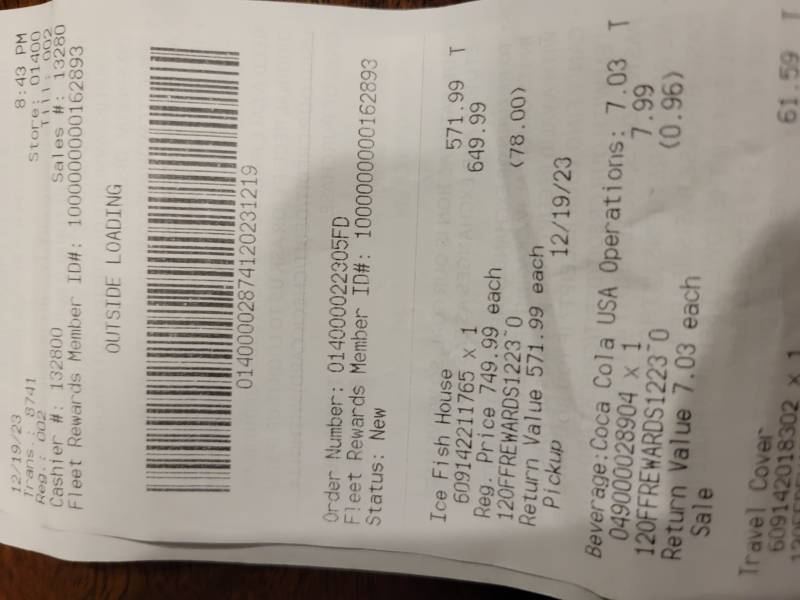 12/19/23 8:43 PM
Trans.: 8741 Store: 01400
Reg.: 002 Till: 002
Cashier #: 132800 Sales #: 13280
Fleet Rewards Member ID#: 10000000000162893
OUTSIDE LOADING
01400002874120231219
Order Number: 014000022305FD
Fleet Rewards Member ID#: 10000000000162893
Status: New
Ice Fish House 571.99 T
609142211765 x 1 649.99
Reg. Price 749.99 each
120FFREWARDS1223~0 (78.00)
Return Value 571.99 each
Pickup 12/19/23
Beverage:Coca Cola USA Operations: 7.03 T
049000028904 x 1 7.99
120FFREWARDS1223~0 (0.96)
Return Value 7.03 each
Sale
Travel Cover 61.59 T
609142018302 x 1